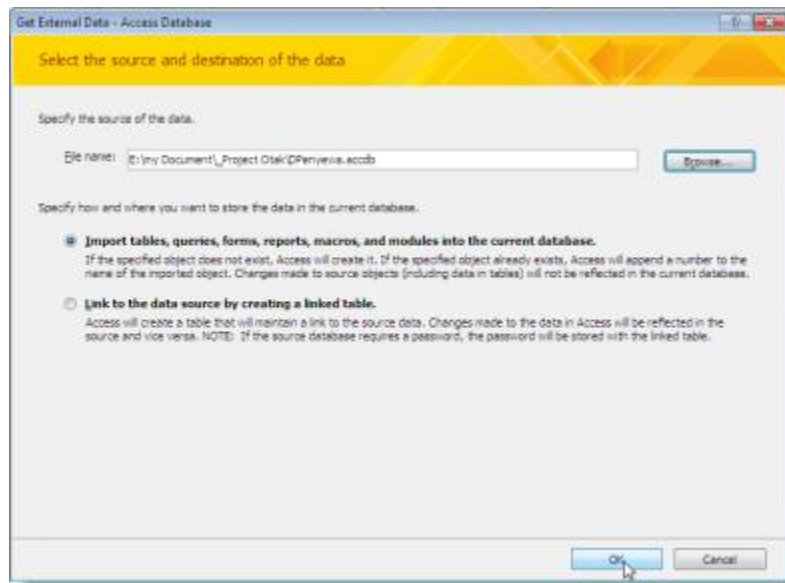 Get External Data - Access Database
Select the source and destination of the data
Specify the source of the data.
File name: E:\my Document\_Project Otak\DPenyewa.accdb
Browse...
Specify how and where you want to store the data in the current database.
Import tables, queries, forms, reports, macros, and modules into the current database.
If the specified object does not exist, Access will create it. If the specified object already exists, Access will append a number to the
name of the imported object. Changes made to source objects (including data in tables) will not be reflected in the current database.
Link to the data source by creating a linked table.
Access will create a table that will maintain a link to the source data. Changes made to the data in Access will be reflected in the
source and vice versa. NOTE: If the source database requires a password, the password will be stored with the linked table.
OK
Cancel